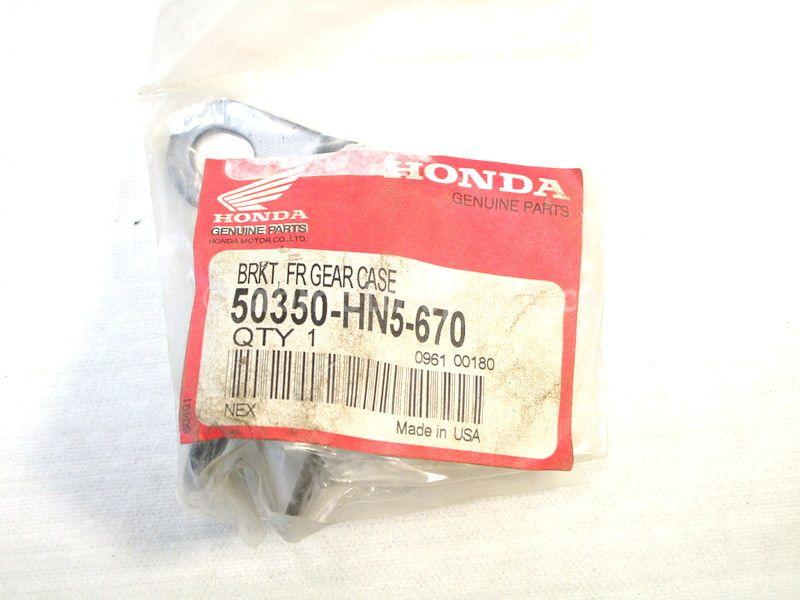 HONDA
GENUINE PARTS
HONDA
GENUINE PARTS
HONDA MOTOR CO., LTD.
BRKT, FR GEAR CASE
50350-HN5-670
QTY 1
0961 00180
NEX
Made in USA